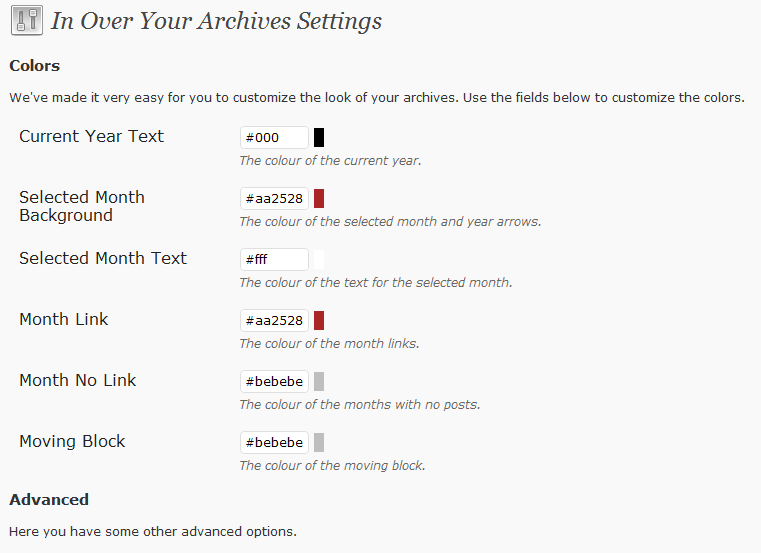 In Over Your Archives Settings
Colors
We've made it very easy for you to customize the look of your archives. Use the fields below to customize the colors.
Current Year Text
#000
The colour of the current year.
Selected Month
Background
#aa2528
The colour of the selected month and year arrows.
Selected Month Text
#fff
The colour of the text for the selected month.
Month Link
#aa2528
The colour of the month links.
Month No Link
#bebebe
The colour of the months with no posts.
Moving Block
#bebebe
The colour of the moving block.
Advanced
Here you have some other advanced options.